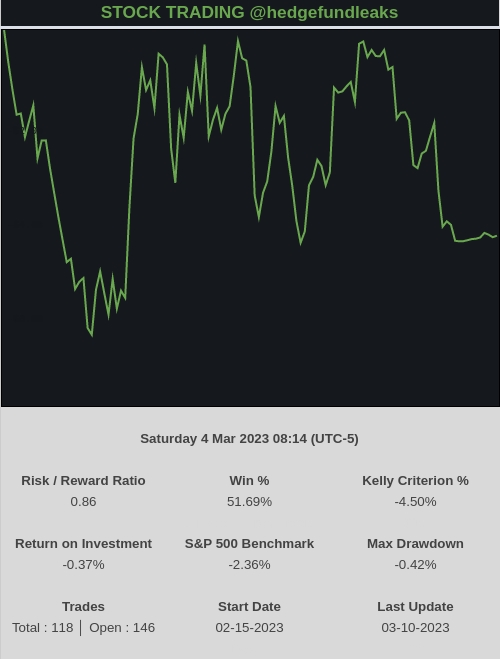 STOCK TRADING @hedgefundleaks
Saturday 4 Mar 2023 08:14 (UTC-5)
Risk / Reward Ratio Win % Kelly Criterion %
0.86 51.69% -4.50%
Return on Investment S&P 500 Benchmark Max Drawdown
-0.37% -2.36% -0.42%
Trades Start Date Last Update
Total : 118 │ Open : 146 02-15-2023 03-10-2023